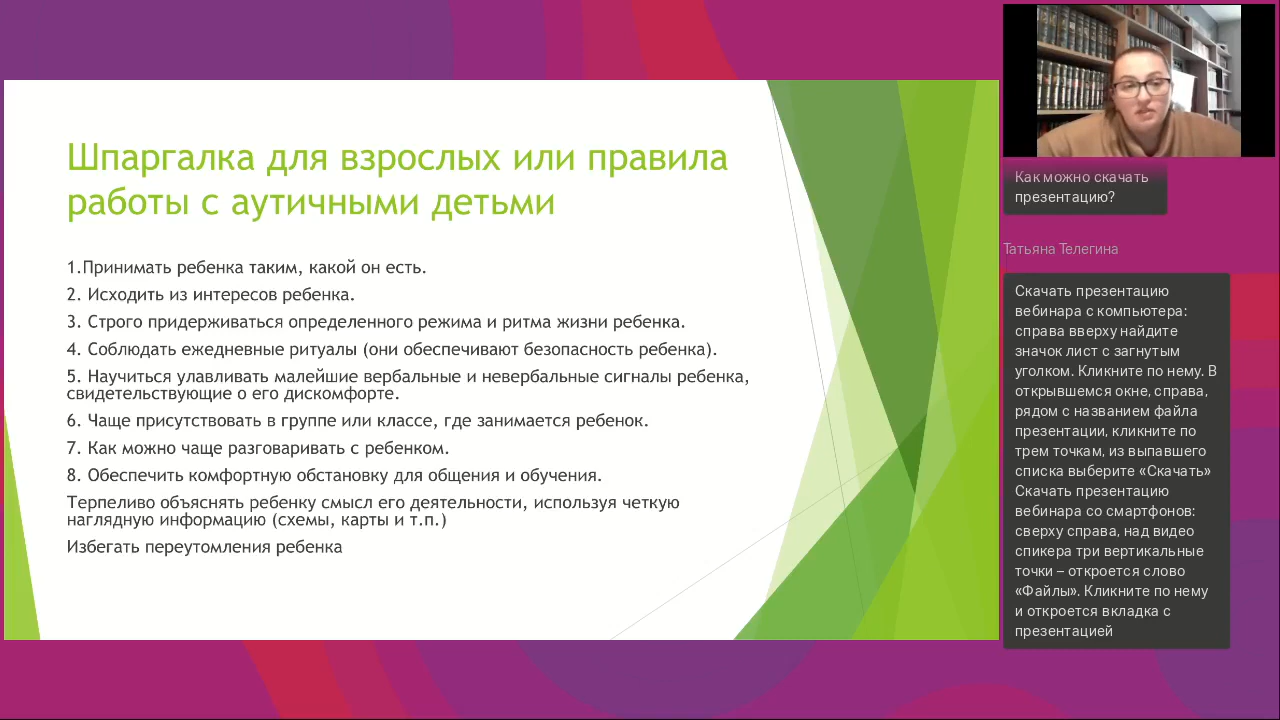 Шпаргалка для взрослых или правила
работы с аутичными детьми
1.Принимать ребенка таким, какой он есть.
2. Исходить из интересов ребенка.
3. Строго придерживаться определенного режима и ритма жизни ребенка.
4. Соблюдать ежедневные ритуалы (они обеспечивают безопасность ребенка).
5. Научиться улавливать малейшие вербальные и невербальные сигналы ребенка,
свидетельствующие о его дискомфорте.
6. Чаще присутствовать в группе или классе, где занимается ребенок.
7. Как можно чаще разговаривать с ребенком.
8. Обеспечить комфортную обстановку для общения и обучения.
Терпеливо объяснять ребенку смысл его деятельности, используя четкую
наглядную информацию (схемы, карты и т.п.)
Избегать переутомления ребенка
Как можно скачать
презентацию?
Татьяна Телегина
Скачать презентацию
вебинара с компьютера:
справа вверху найдите
значок лист с загнутым
уголком. Кликните по нему. В
открывшемся окне, справа,
рядом с названием файла
презентации, кликните по
трем точкам, из выпавшего
списка выберите «Скачать»
Скачать презентацию
вебинара со смартфонов:
сверху справа, над видео
спикера три вертикальные
точки – откроется слово
«Файлы». Кликните по нему
и откроется вкладка с
презентацией